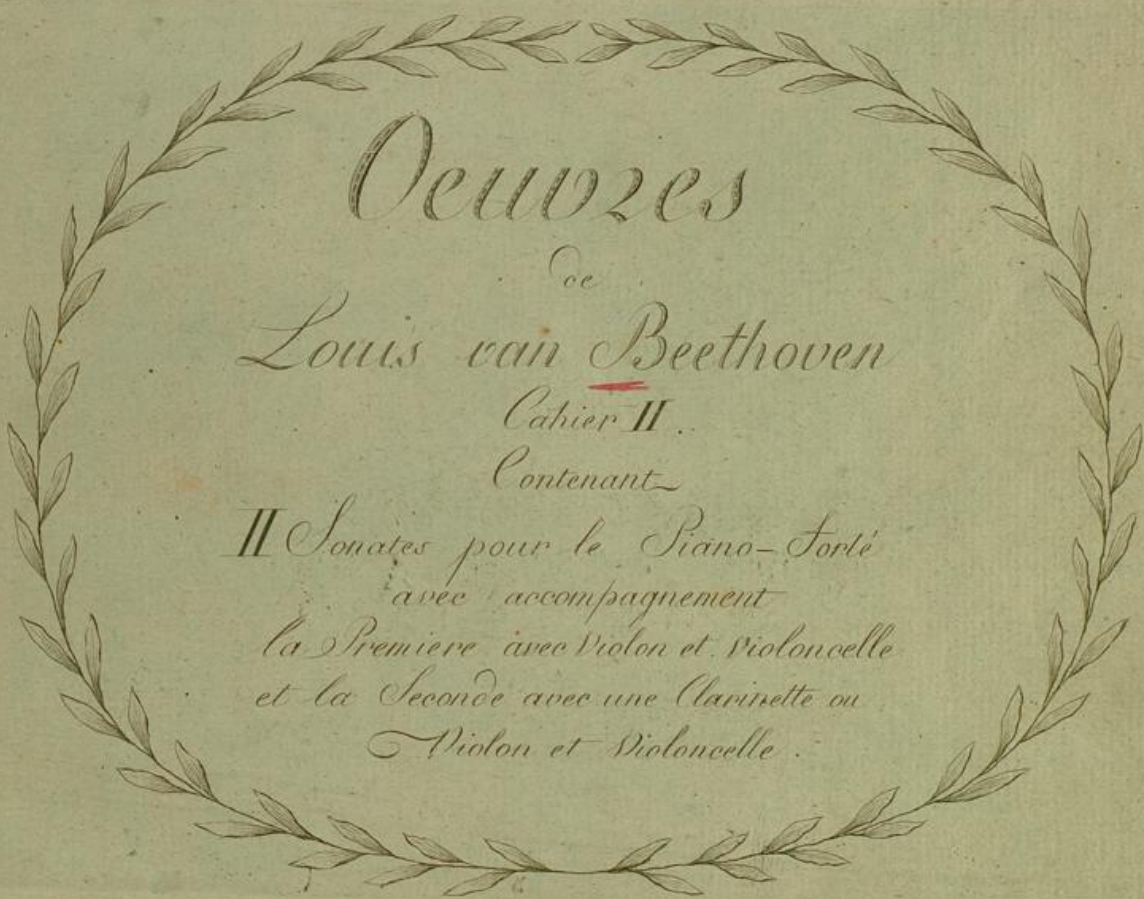 Oeuvres
de
Louis van Beethoven
Cahier II.
Contenant
II Sonates pour le Piano-Forté
avec accompagnement
la Premiere avec Violon et Violoncelle
et la Seconde avec une Clarinette ou
Violon et Violoncelle.